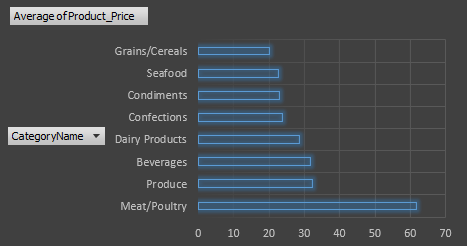 Average of Product_Price
Grains/Cereals
Seafood
Condiments
Confections
CategoryName
Dairy Products
Beverages
Produce
Meat/Poultry
0 10 20 30 40 50 60 70